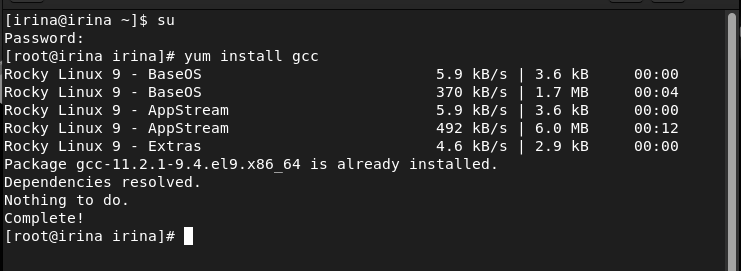 [irina@irina ~]$ su
Password:
[root@irina irina]# yum install gcc
Rocky Linux 9 - BaseOS                          5.9 kB/s | 3.6 kB     00:00
Rocky Linux 9 - BaseOS                          370 kB/s | 1.7 MB     00:04
Rocky Linux 9 - AppStream                       5.9 kB/s | 3.6 kB     00:00
Rocky Linux 9 - AppStream                       492 kB/s | 6.0 MB     00:12
Rocky Linux 9 - Extras                          4.6 kB/s | 2.9 kB     00:00
Package gcc-11.2.1-9.4.el9.x86_64 is already installed.
Dependencies resolved.
Nothing to do.
Complete!
[root@irina irina]#